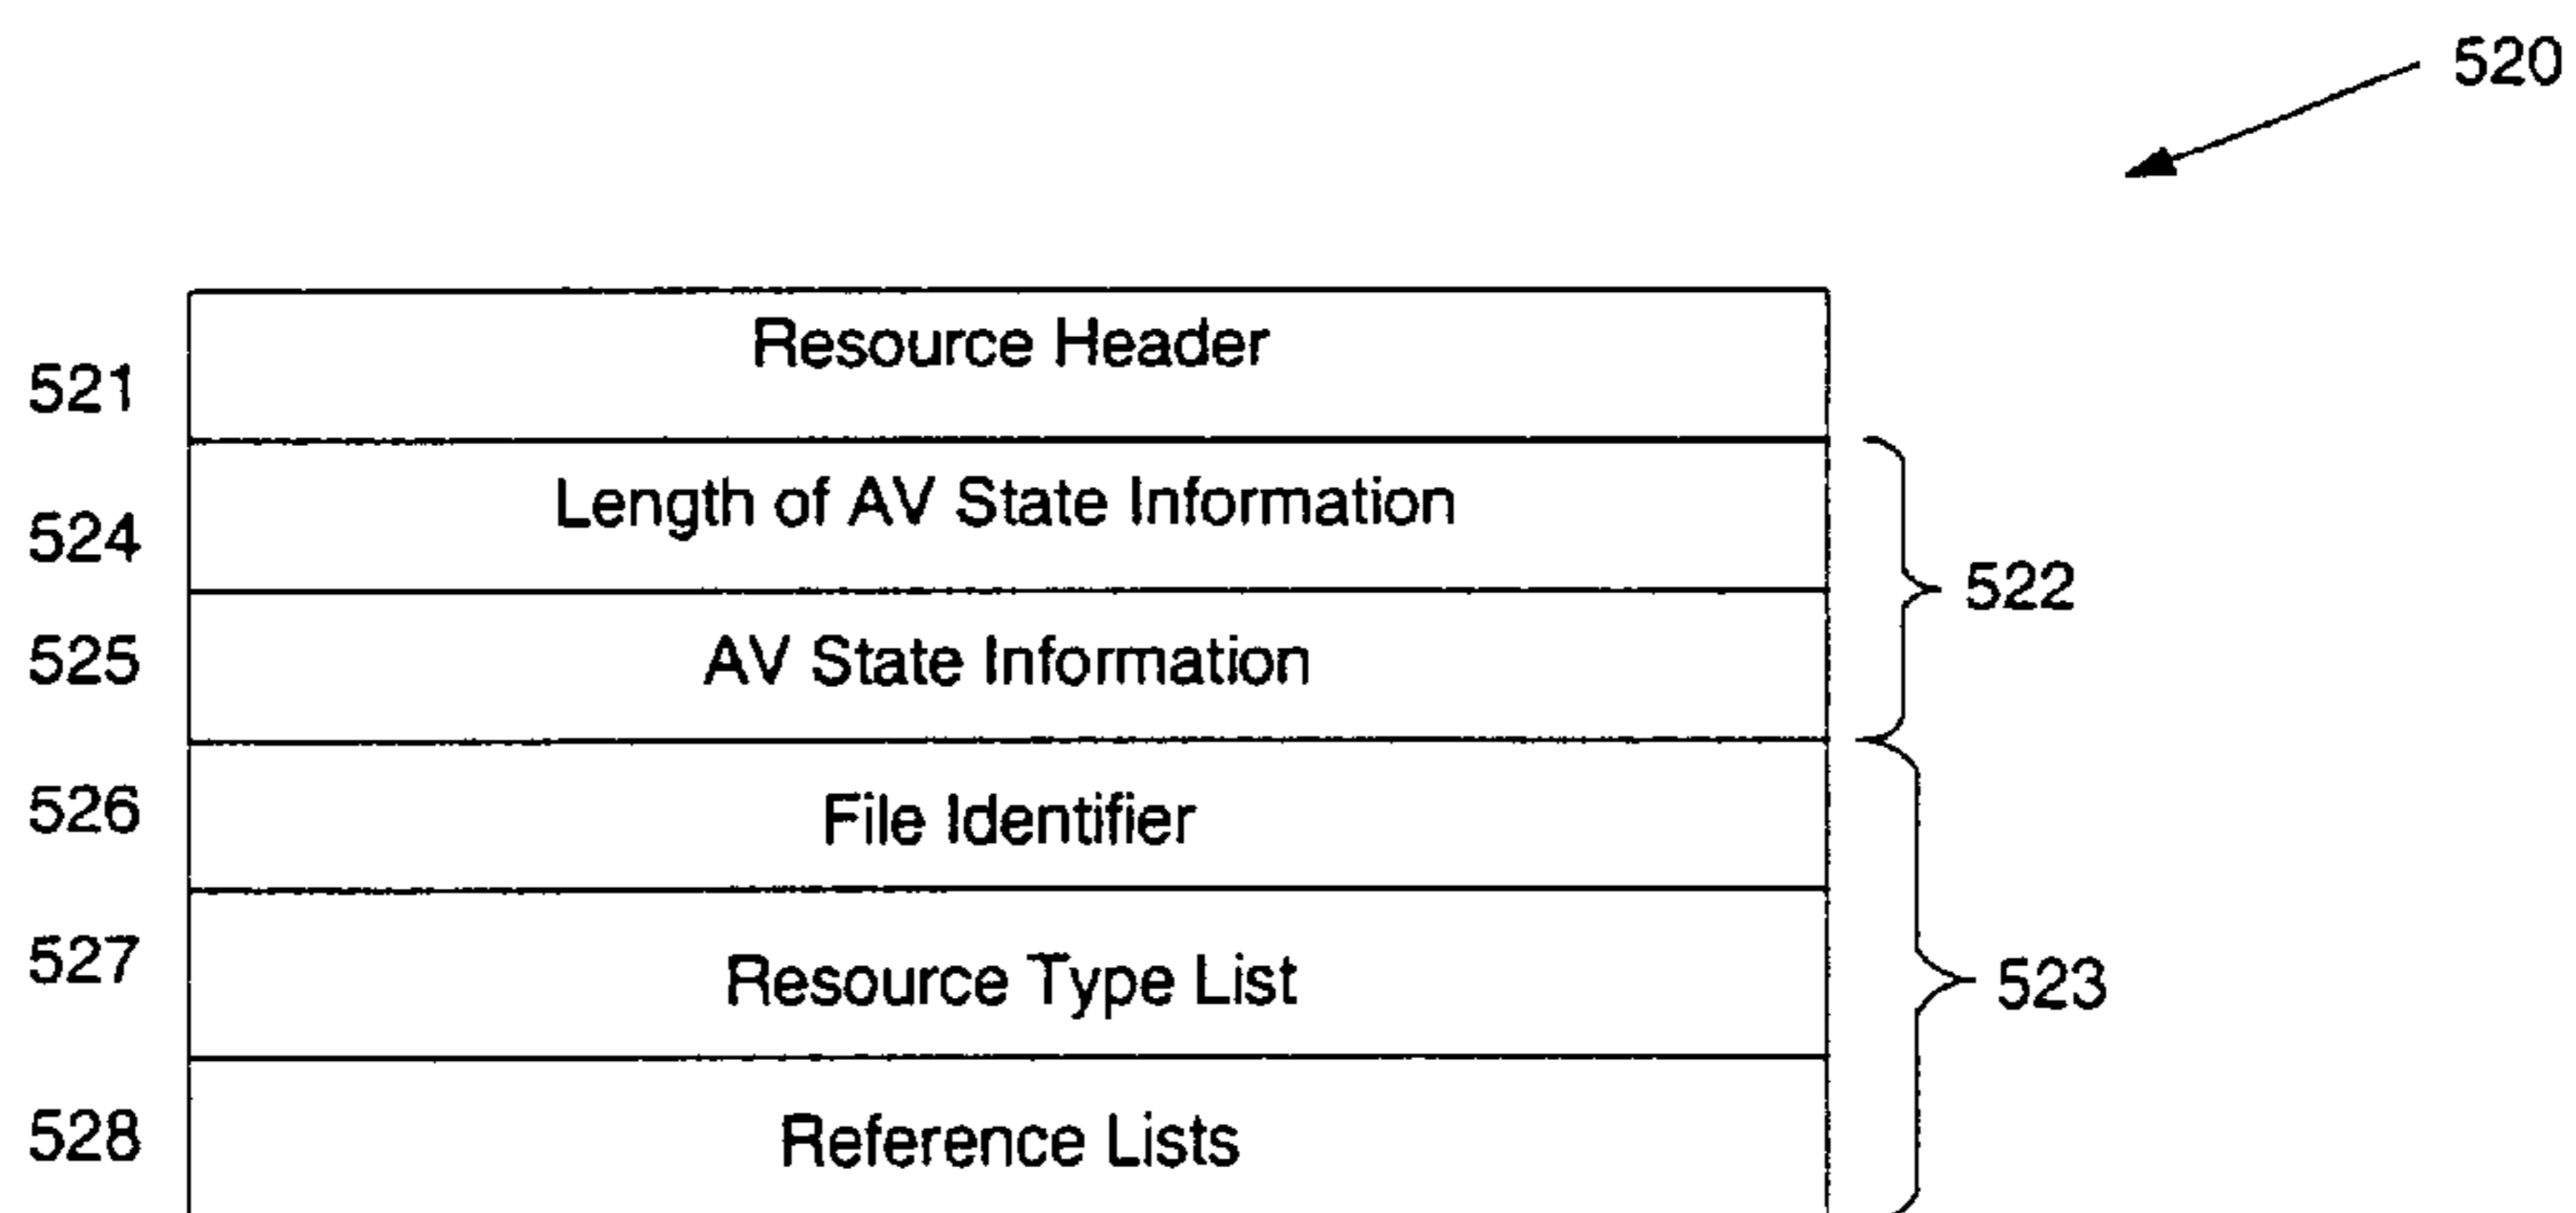 520
Resource Header
521
Length of AV State Information
524
522
AV State Information
525
File Identifier
526
Resource Type List
527
523
Reference Lists
528